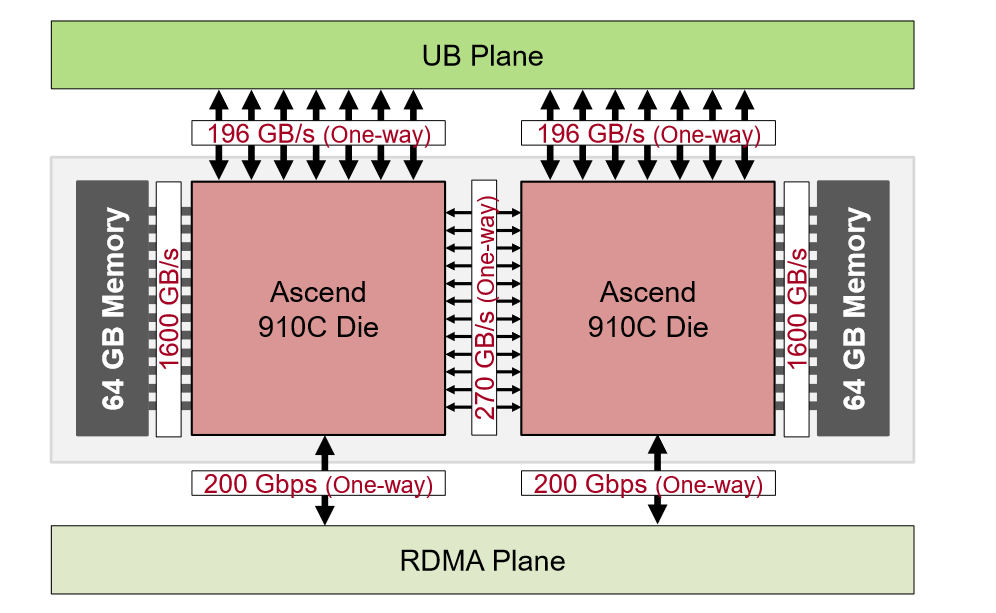 UB Plane
196 GB/s (One-way)
196 GB/s (One-way)
64 GB Memory
1600 GB/s
Ascend
910C Die
270 GB/s (One-way)
Ascend
910C Die
1600 GB/s
64 GB Memory
200 Gbps (One-way)
200 Gbps (One-way)
RDMA Plane